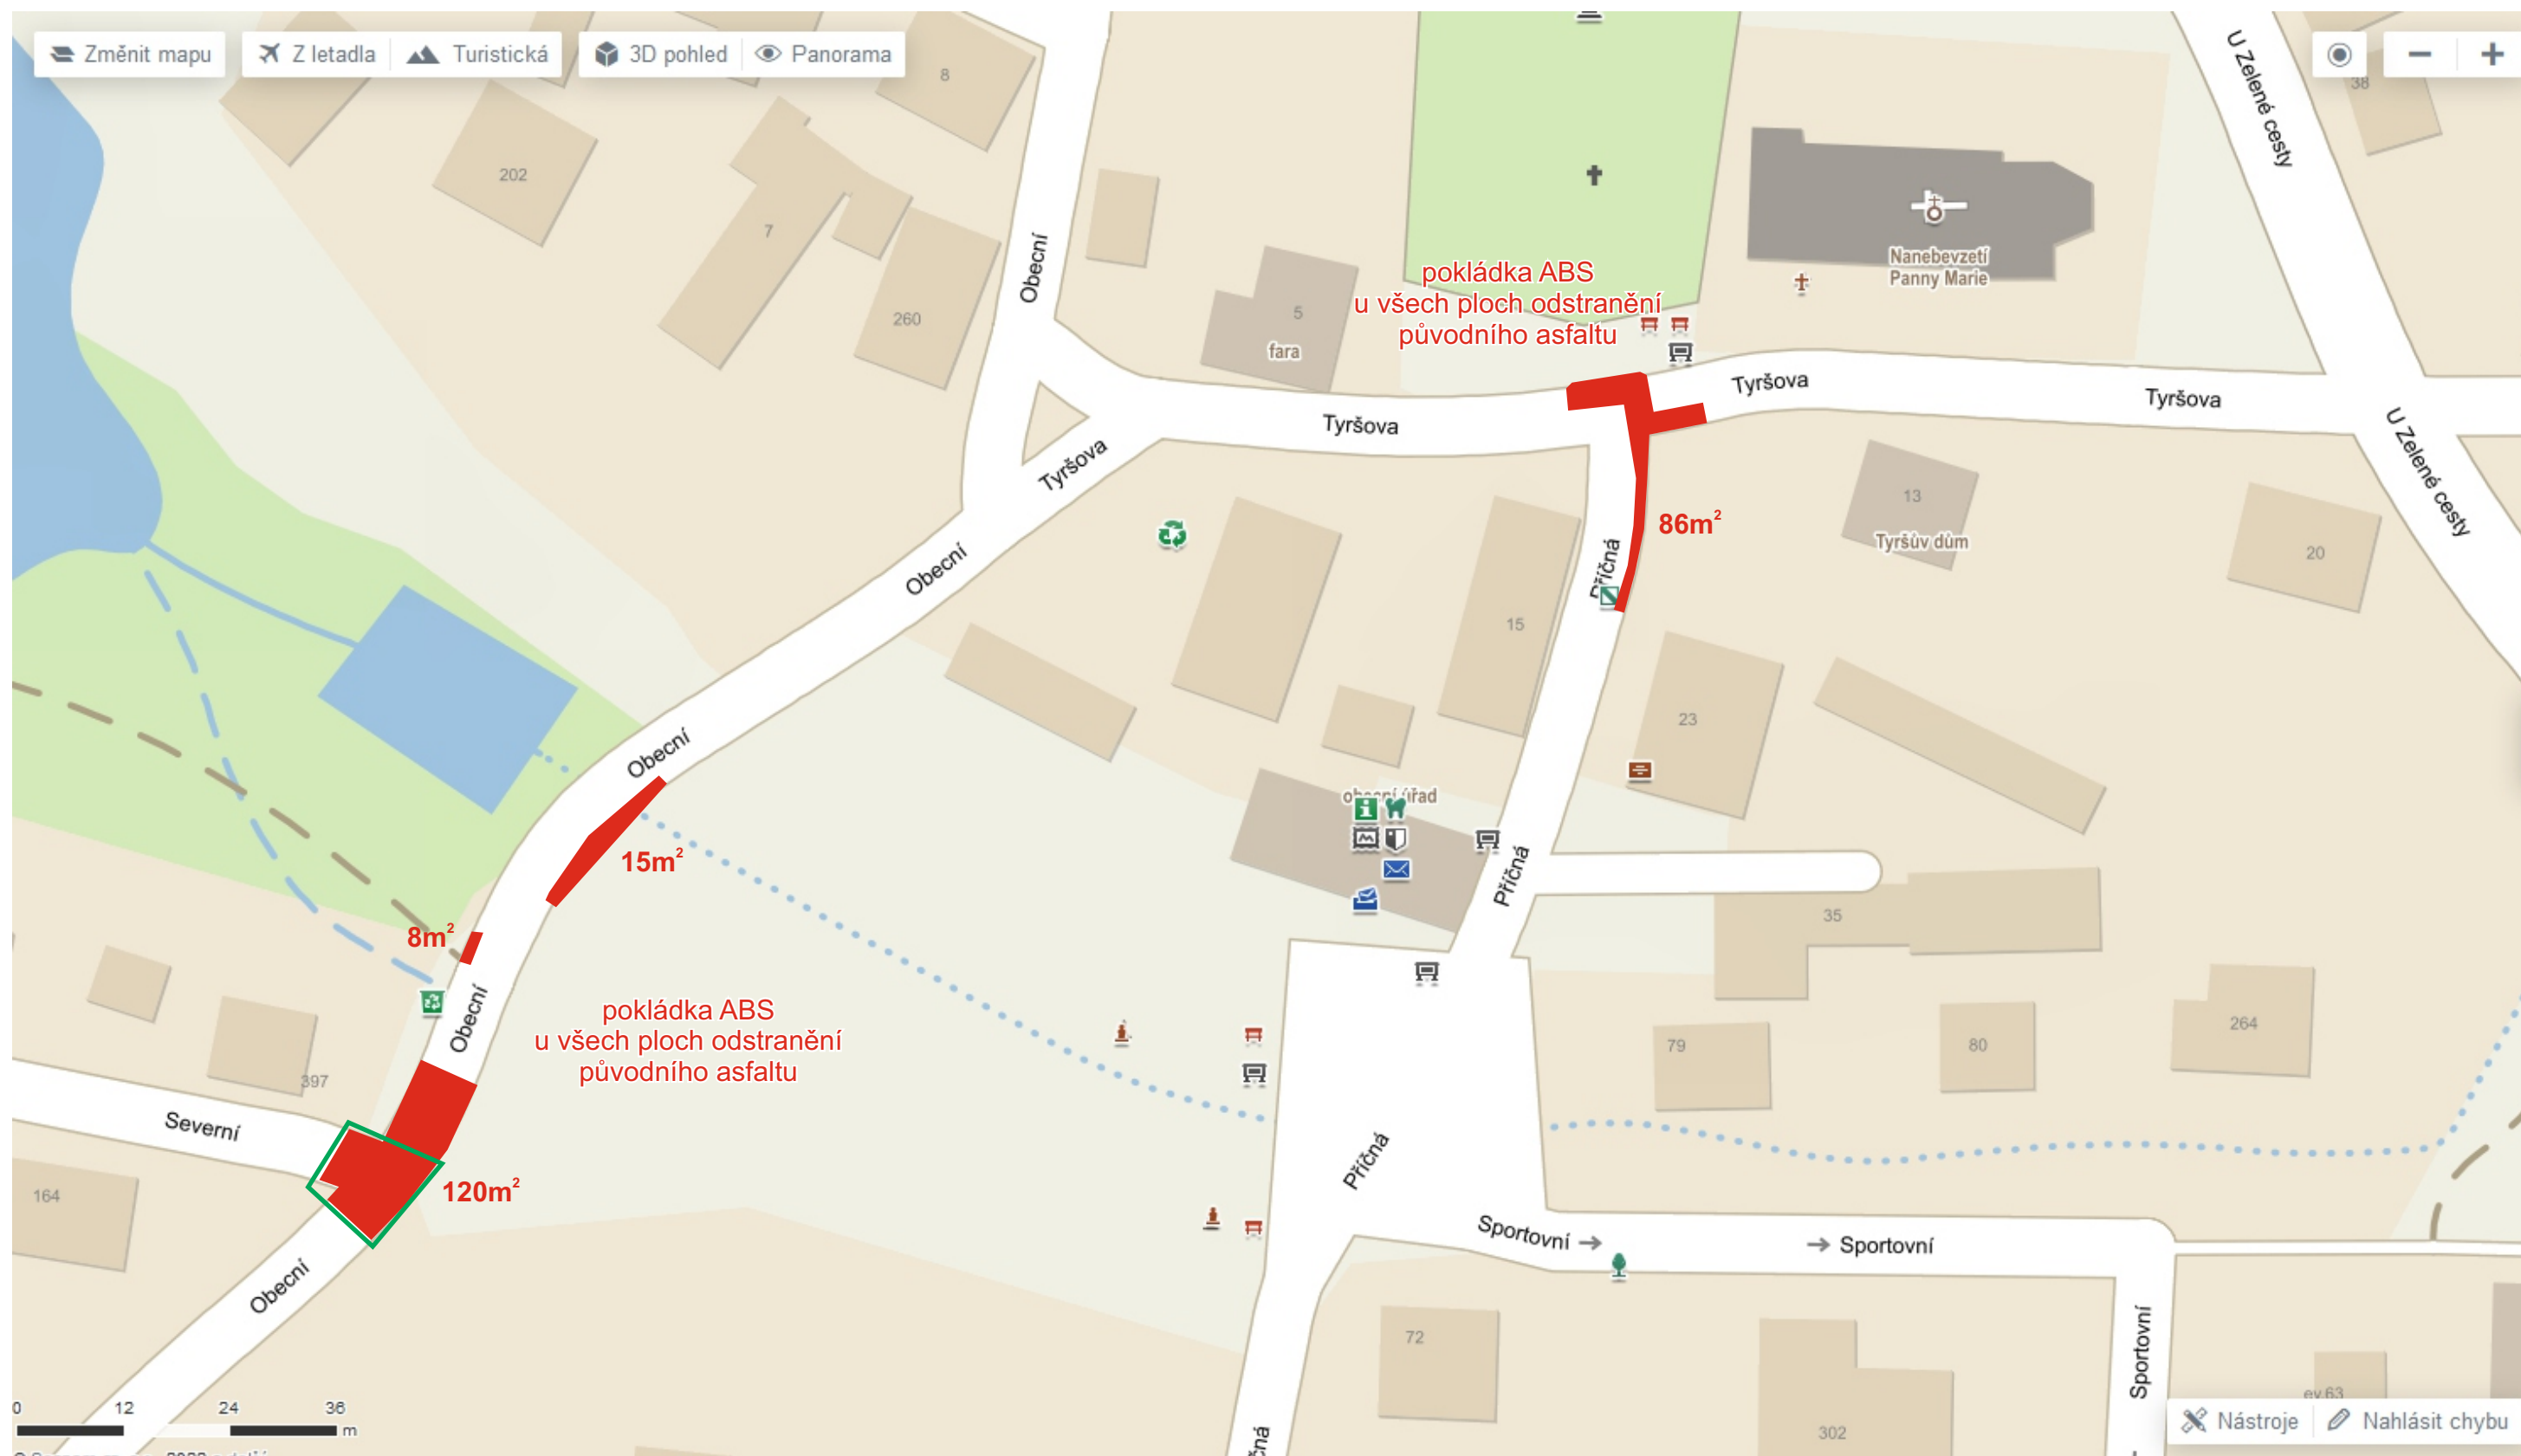 Změnit mapu
Z letadla
Turistická
3D pohled
Panorama
8
38
U Zelené cesty
202
7
Obecní
260
5
fara
pokládka ABS
u všech ploch odstranění
původního asfaltu
Nanebevzetí
Panny Marie
Tyršova
Tyršova
Tyršova
Tyršova
U Zelené cesty
13
Tyršův dům
20
86m²
Příčná
Obecní
15
23
Obecní
obecní úřad
15m²
Příčná
35
8m²
Obecní
pokládka ABS
u všech ploch odstranění
původního asfaltu
397
79
80
264
Severní
164
120m²
Příčná
Sportovní
Sportovní
Obecní
72
302
Sportovní
ev.63
0 12 24 36
m
Nástroje
Nahlásit chybu